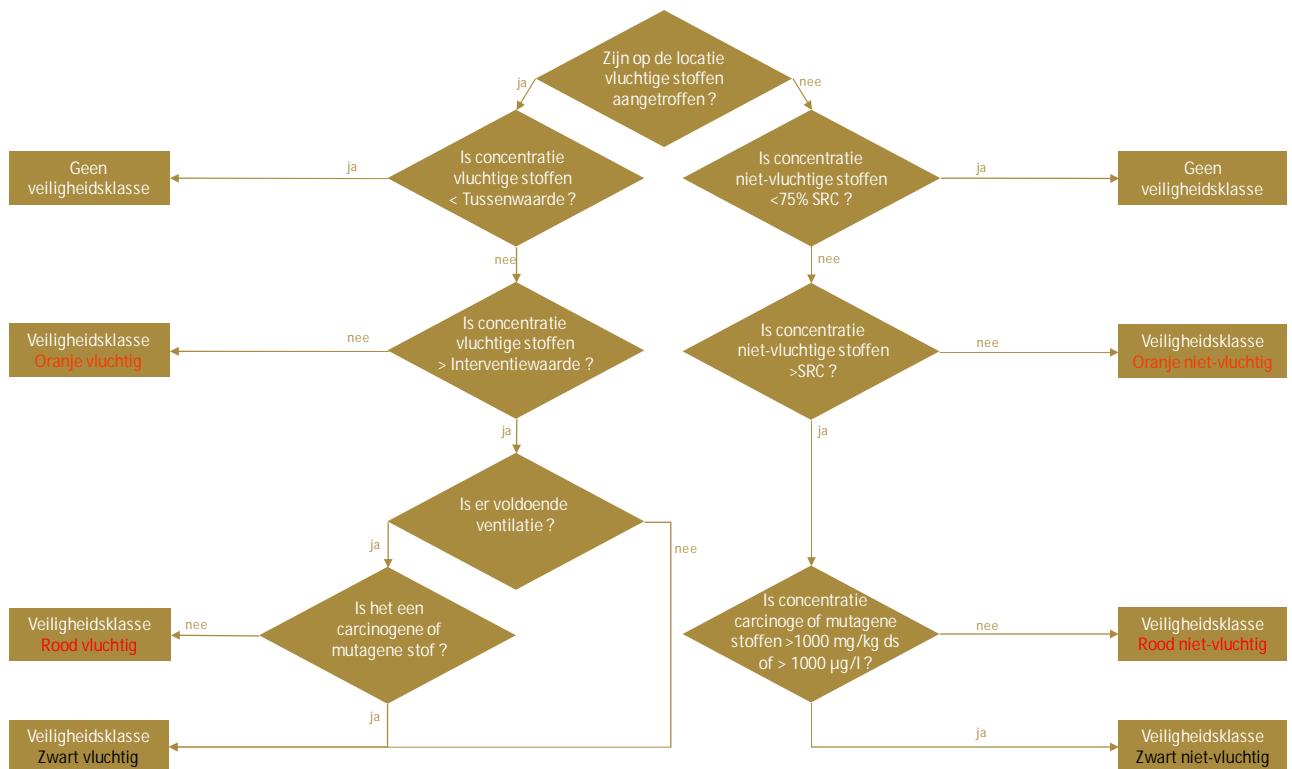 Zijn op de locatie
vluchtige stoffen
aangetroffen ?
ja
nee
Geen
veiligheidsklasse
ja
Is concentratie
vluchtige stoffen
< Tussenwaarde ?
Is concentratie
niet-vluchtige stoffen
<75% SRC ?
ja
Geen
veiligheidsklasse
nee
nee
Veiligheidsklasse
Oranje vluchtig
nee
Is concentratie
vluchtige stoffen
> Interventiewaarde ?
Is concentratie
niet-vluchtige stoffen
>SRC ?
nee
Veiligheidsklasse
Oranje niet-vluchtig
ja
ja
Is er voldoende
ventilatie ?
ja
nee
Veiligheidsklasse
Rood vluchtig
nee
Is het een
carcinogene of
mutagene stof ?
Is concentratie
carcinoge of mutagene
stoffen >1000 mg/kg ds
of > 1000 µg/l ?
nee
Veiligheidsklasse
Rood niet-vluchtig
ja
Veiligheidsklasse
Zwart vluchtig
ja
Veiligheidsklasse
Zwart niet-vluchtig